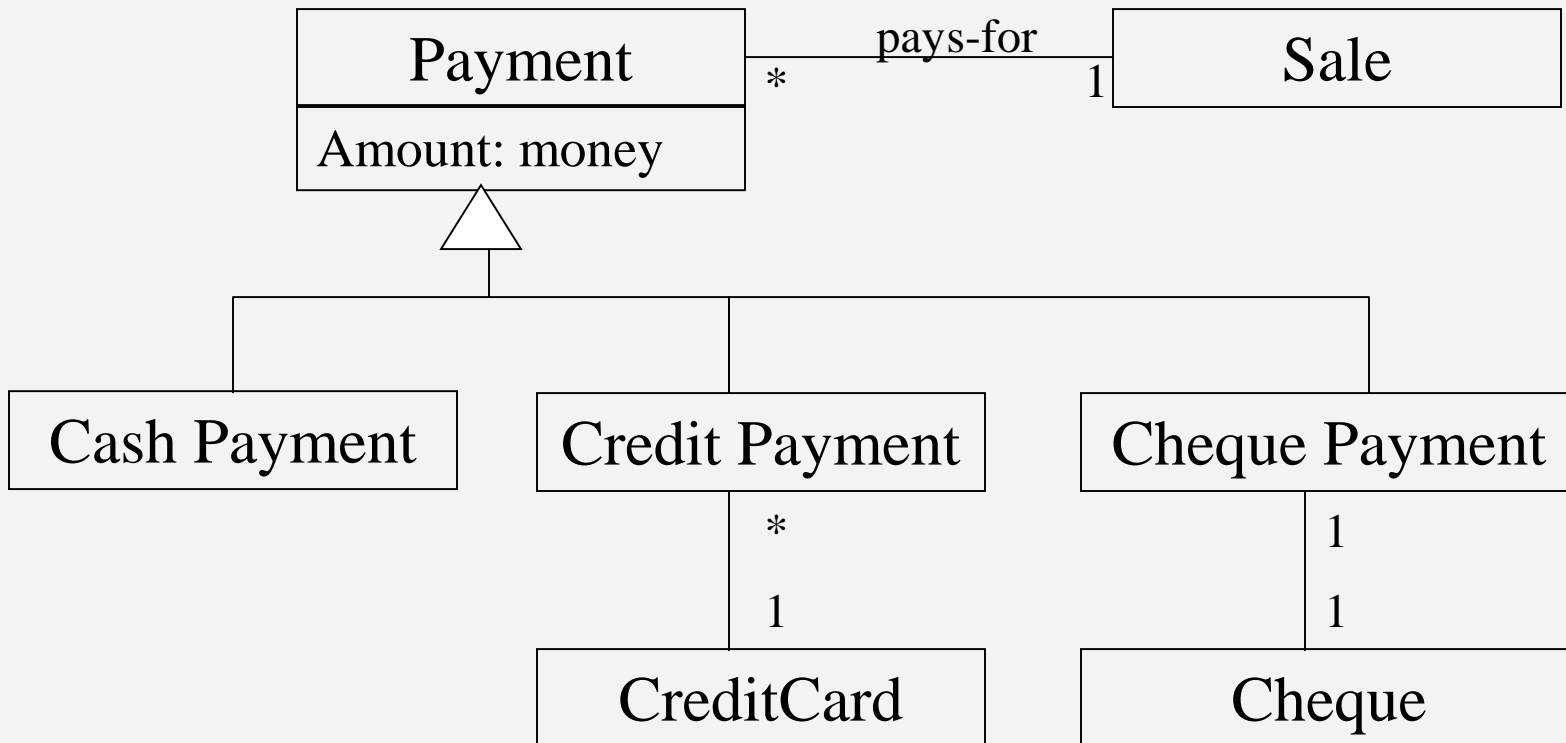 Payment
pays-for
Sale
*
1
Amount: money
Cash Payment
Credit Payment
Cheque Payment
*
1
1
1
CreditCard
Cheque